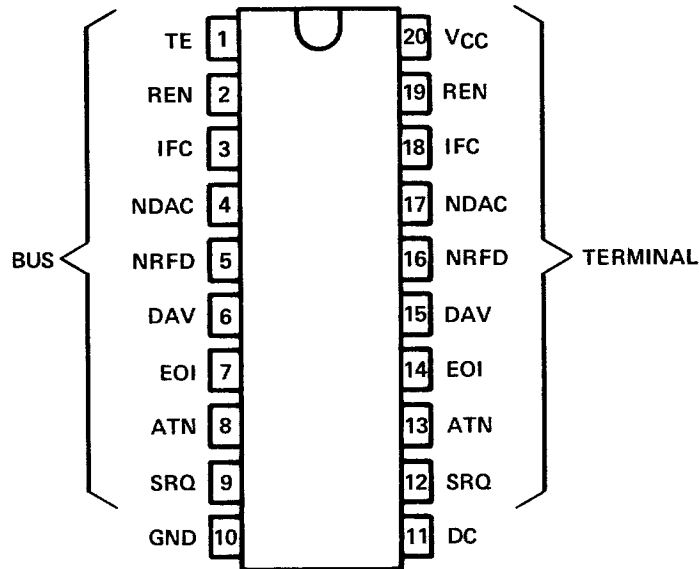 TE 1 20 VCC
REN 2 19 REN
IFC 3 18 IFC
NDAC 4 17 NDAC
BUS NRFD 5 16 NRFD TERMINAL
DAV 6 15 DAV
EOI 7 14 EOI
ATN 8 13 ATN
SRQ 9 12 SRQ
GND 10 11 DC